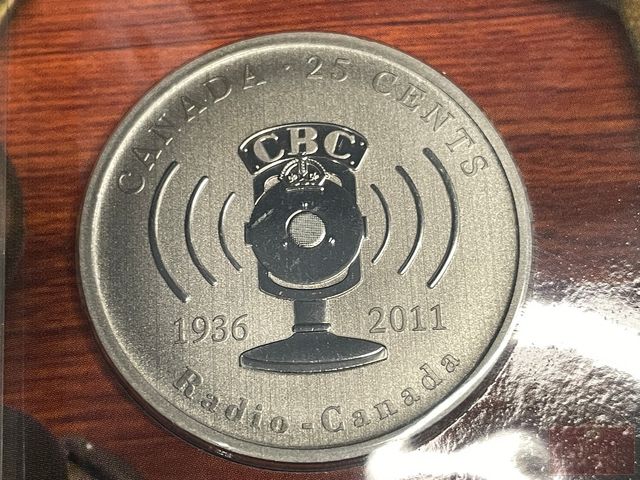 CANADA · 25 CENTS
CBC
1936 2011
Radio-Canada